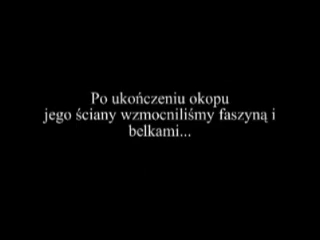 Po ukończeniu okopu
jego ściany wzmocniliśmy faszyną i
belkami...